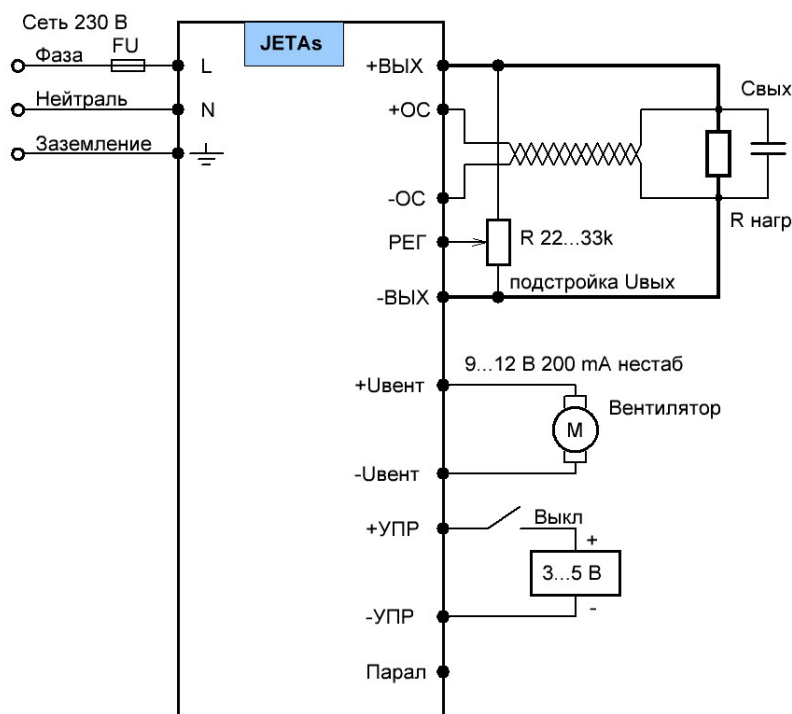 Сеть 230 В
Фаза
FU
L
JETAs
+ВЫХ
Нейтраль
N
+ОС
Cвых
Заземление
-ОС
R нагр
РЕГ
R 22...33k
подстройка Uвых
-ВЫХ
9...12 В 200 mA нестаб
+Uвент
Вентилятор
M
-Uвент
+УПР
Выкл
+
3...5 В
-
-УПР
Парал